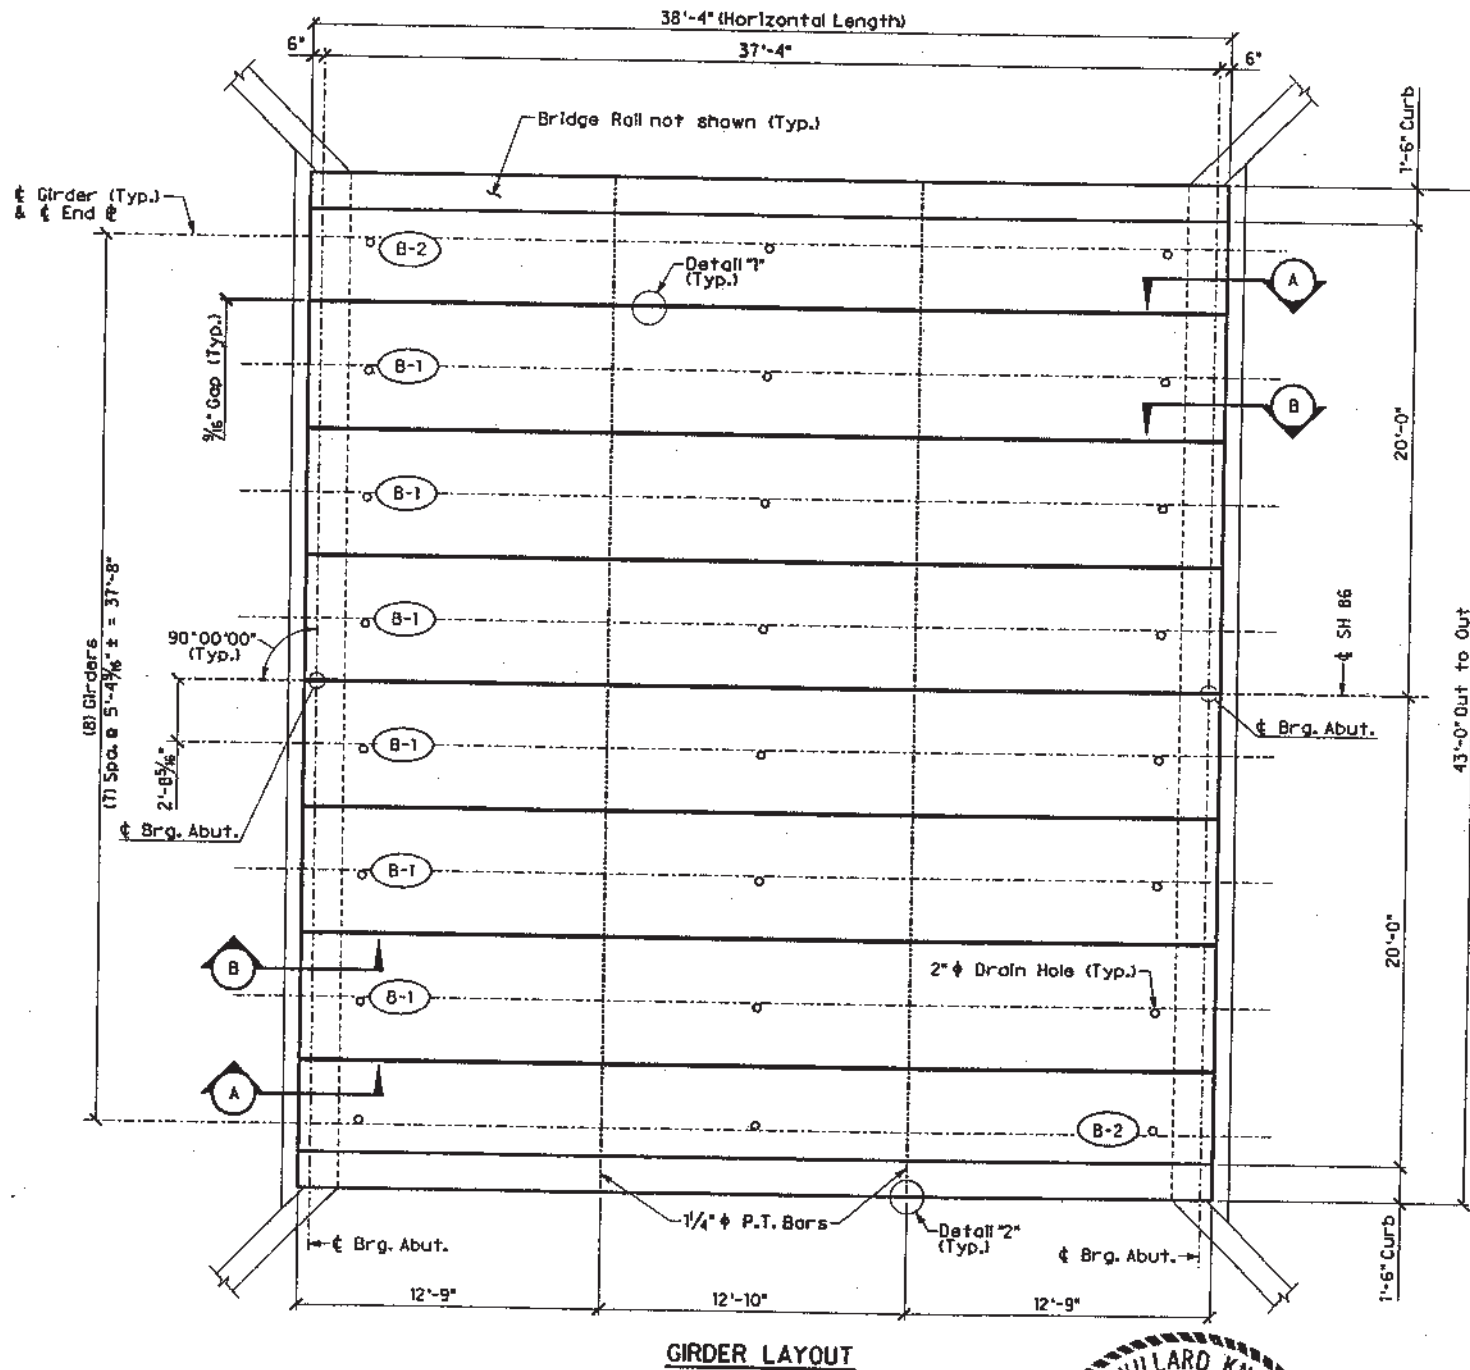 38'-4" (Horizontal Length)
6"
37'-4"
6"
1'-6" Curb
Bridge Rail not shown (Typ.)
℄ Girder (Typ.)
& ℄ End ⅊
B-2
Detail "1"
(Typ.)
A
9/16" Gap (Typ.)
B-1
B
20'-0"
B-1
B-1
(8) Girders
(7) Spa. @ 5'-4 9/16" ± = 37'-8"
90°00'00"
(Typ.)
℄ SH 86
43'-0" Out to Out
2'-8 5/16"
B-1
℄ Brg. Abut.
℄ Brg. Abut.
B-1
B
2" ϕ Drain Hole (Typ.)
20'-0"
B-1
A
B-2
1 1/4" ϕ P.T. Bars
Detail "2"
(Typ.)
℄ Brg. Abut.
℄ Brg. Abut.
1'-6" Curb
12'-9"
12'-10"
12'-9"
GIRDER LAYOUT